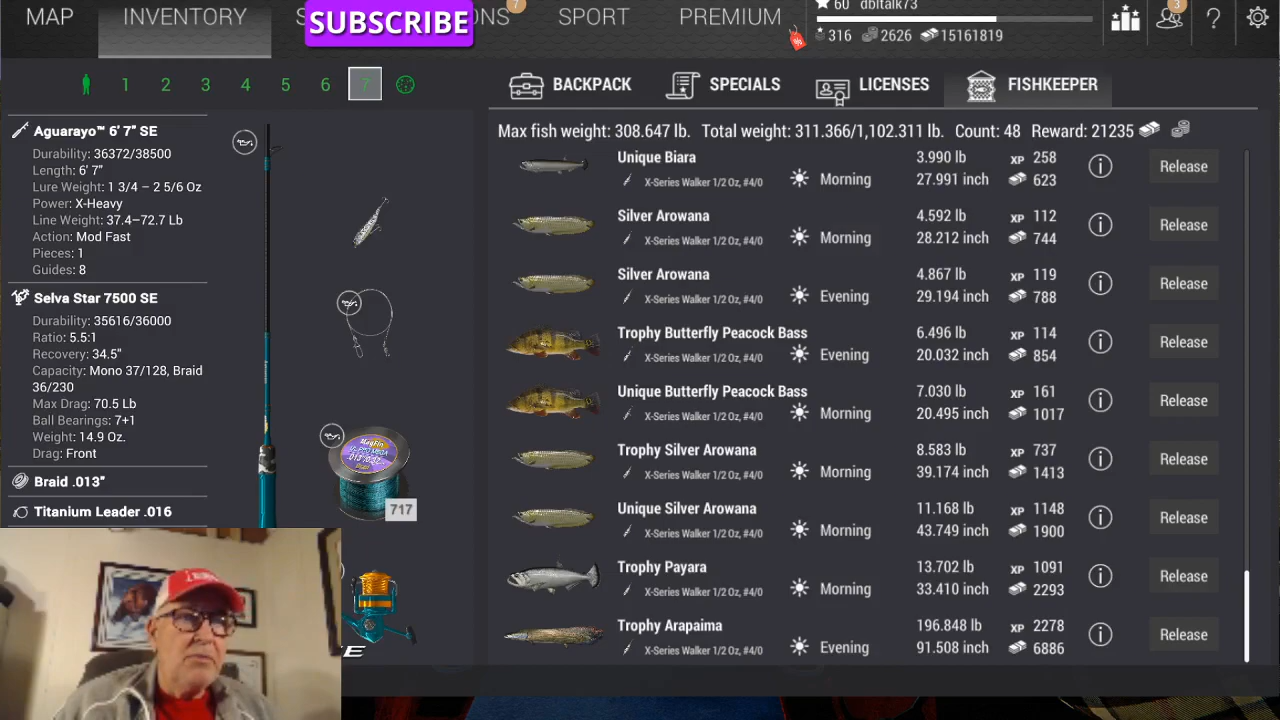 MAP INVENTORY SUBSCRIBE ONS 7 SPORT PREMIUM 60 dbltalk73
316 2626 15161819 3 ?
1 2 3 4 5 6 7
BACKPACK SPECIALS LICENSES FISHKEEPER
Max fish weight: 308.647 lb. Total weight: 311.366/1,102.311 lb. Count: 48 Reward: 21235
Aguarayo™ 6' 7" SE
Durability: 36372/38500
Length: 6' 7"
Lure Weight: 1 3/4 – 2 5/6 Oz
Power: X-Heavy
Line Weight: 37.4–72.7 Lb
Action: Mod Fast
Pieces: 1
Guides: 8
Selva Star 7500 SE
Durability: 35616/36000
Ratio: 5.5:1
Recovery: 34.5"
Capacity: Mono 37/128, Braid
36/230
Max Drag: 70.5 Lb
Ball Bearings: 7+1
Weight: 14.9 Oz.
Drag: Front
Braid .013"
Titanium Leader .016
MagFin
717
Unique Biara 3.990 lb XP 258
X-Series Walker 1/2 Oz, #4/0 Morning 27.991 inch 623 Release
Silver Arowana 4.592 lb XP 112
X-Series Walker 1/2 Oz, #4/0 Morning 28.212 inch 744 Release
Silver Arowana 4.867 lb XP 119
X-Series Walker 1/2 Oz, #4/0 Evening 29.194 inch 788 Release
Trophy Butterfly Peacock Bass 6.496 lb XP 114
X-Series Walker 1/2 Oz, #4/0 Evening 20.032 inch 854 Release
Unique Butterfly Peacock Bass 7.030 lb XP 161
X-Series Walker 1/2 Oz, #4/0 Morning 20.495 inch 1017 Release
Trophy Silver Arowana 8.583 lb XP 737
X-Series Walker 1/2 Oz, #4/0 Morning 39.174 inch 1413 Release
Unique Silver Arowana 11.168 lb XP 1148
X-Series Walker 1/2 Oz, #4/0 Morning 43.749 inch 1900 Release
Trophy Payara 13.702 lb XP 1091
X-Series Walker 1/2 Oz, #4/0 Morning 33.410 inch 2293 Release
Trophy Arapaima 196.848 lb XP 2278
X-Series Walker 1/2 Oz, #4/0 Evening 91.508 inch 6886 Release